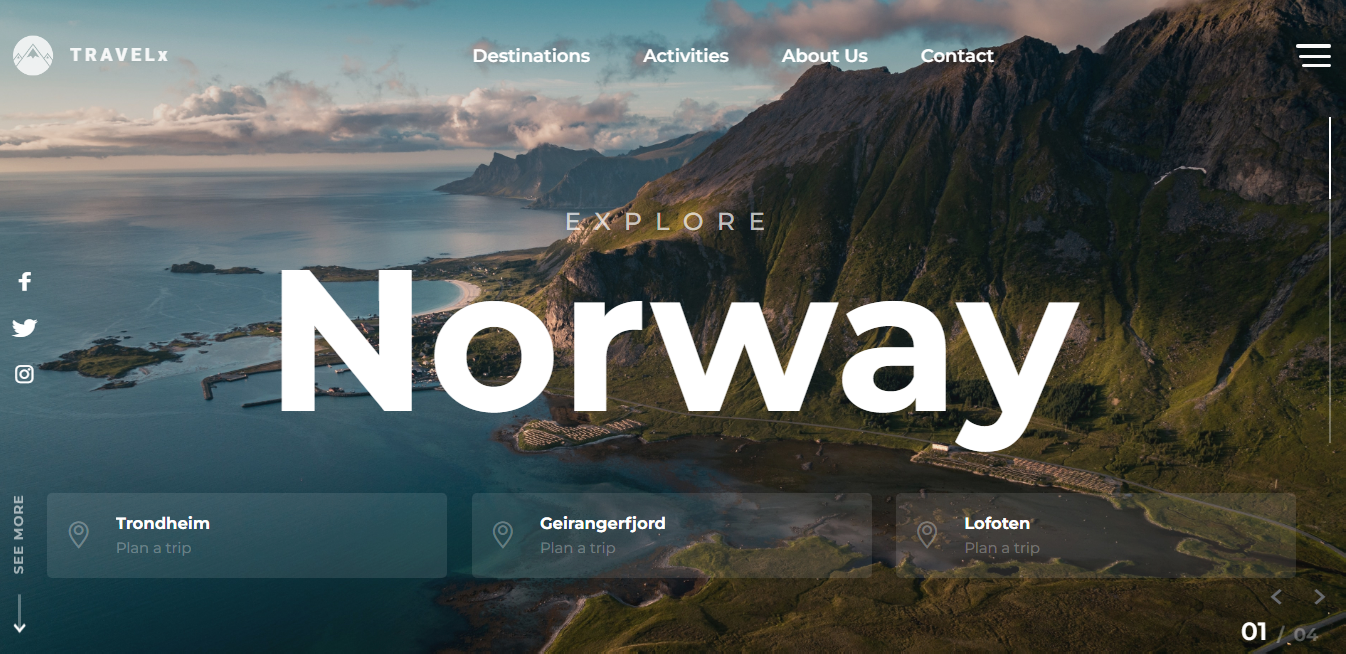 TRAVELx
Destinations
Activities
About Us
Contact
EXPLORE
Norway
SEE MORE
Trondheim
Plan a trip
Geirangerfjord
Plan a trip
Lofoten
Plan a trip
01 / 04